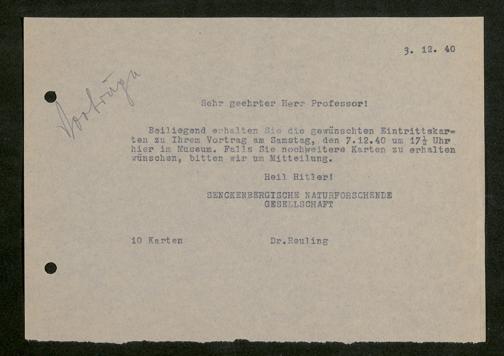 3. 12. 40
Vorträge
Sehr geehrter Herr Professor!
Beiliegend erhalten Sie die gewünschten Eintrittskar-
ten zu Ihrem Vortrag am Samstag, den 7.12.40 um 17½ Uhr
hier im Museum. Falls Sie nochweitere Karten zu erhalten
wünschen, bitten wir um Mitteilung.
Heil Hitler!
SENCKENBERGISCHE NATURFORSCHENDE
GESELLSCHAFT
10 Karten Dr.Reuling